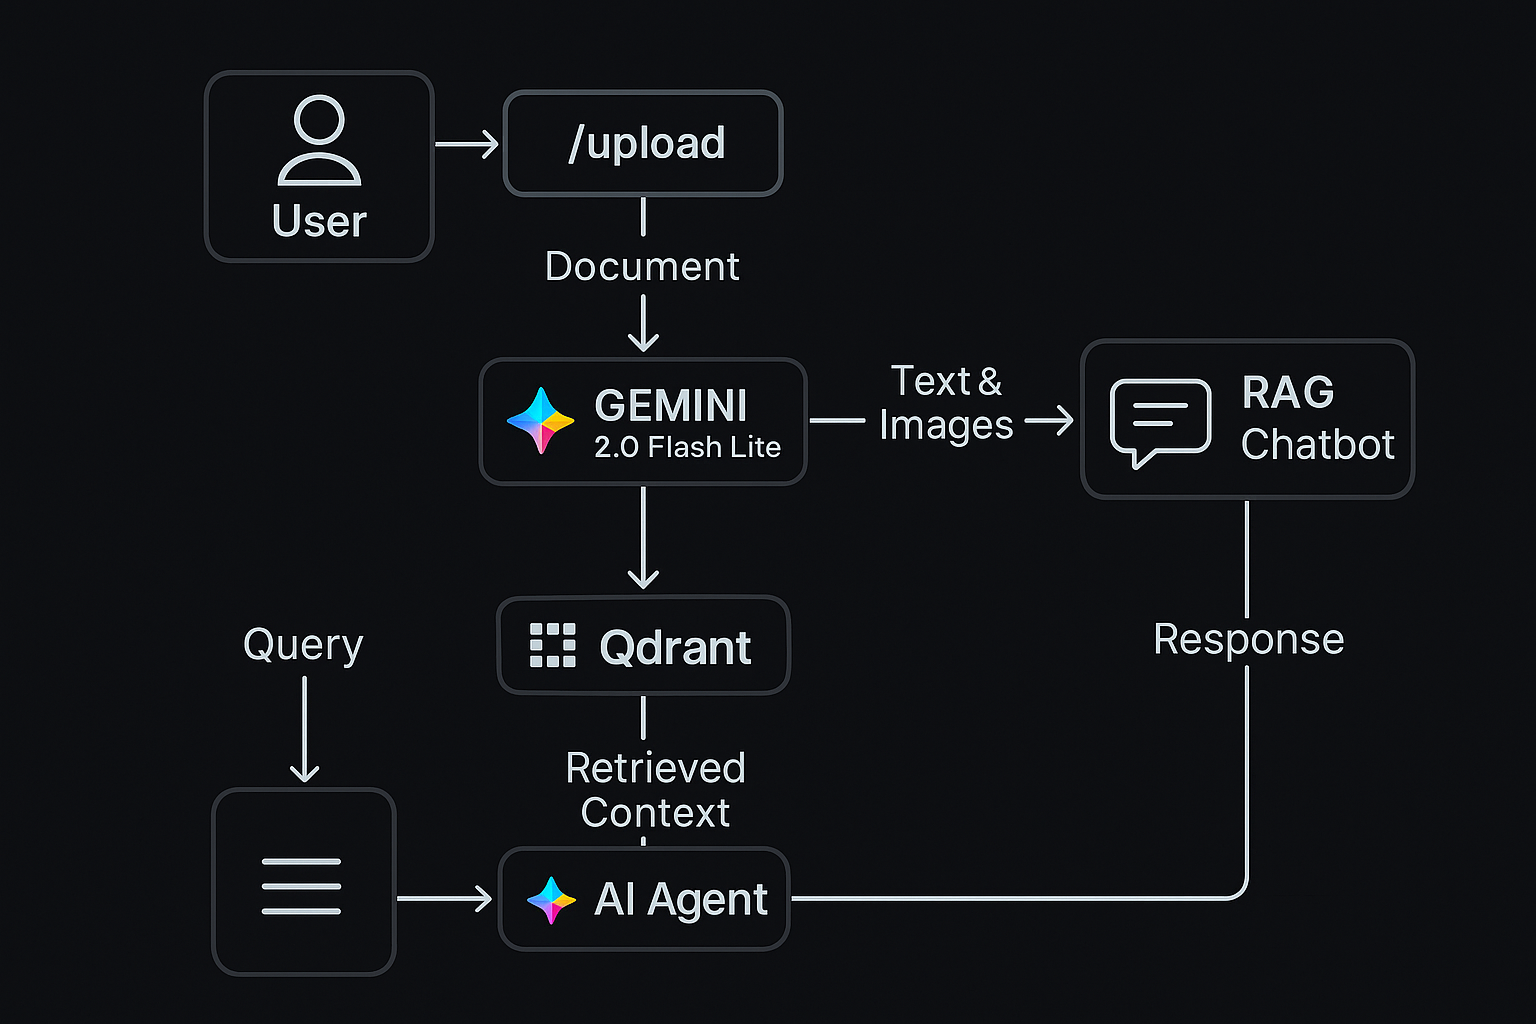 User
/upload
Document
GEMINI
2.0 Flash Lite
Text &
Images
RAG
Chatbot
Qdrant
Query
Response
Retrieved
Context
AI Agent